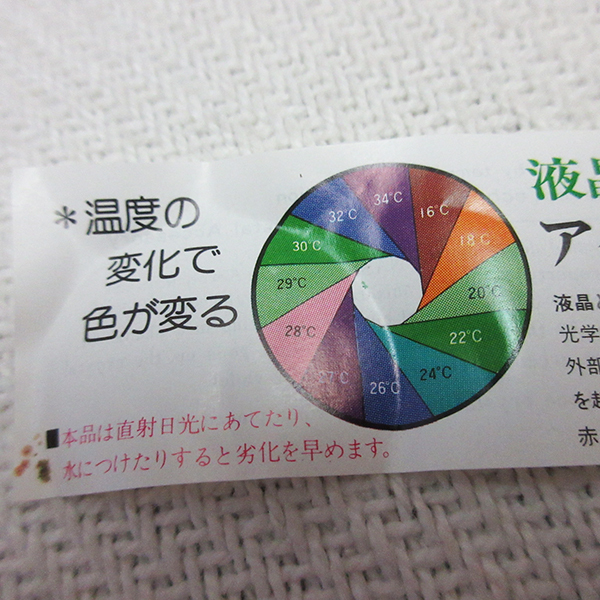 *温度の
変化で
色が変る
34°C
16°C
18°C
20°C
22°C
24°C
26°C
27°C
28°C
29°C
30°C
32°C
■本品は直射日光にあてたり、
水につけたりすると劣化を早めます。
液晶
ア
液晶
光学
外部
を起
赤